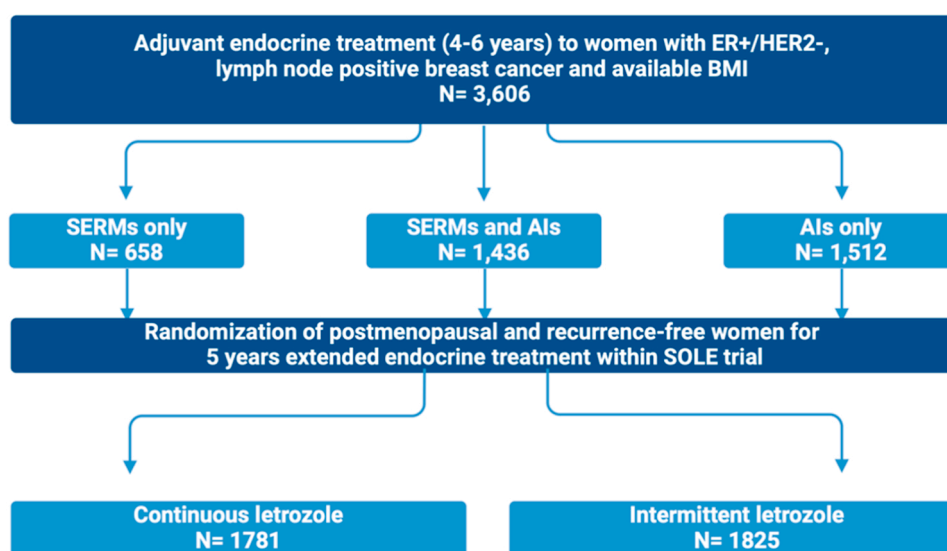 Adjuvant endocrine treatment (4-6 years) to women with ER+/HER2-,
lymph node positive breast cancer and available BMI
N= 3,606
SERMs only
N= 658
SERMs and AIs
N= 1,436
AIs only
N= 1,512
Randomization of postmenopausal and recurrence-free women for
5 years extended endocrine treatment within SOLE trial
Continuous letrozole
N= 1781
Intermittent letrozole
N= 1825